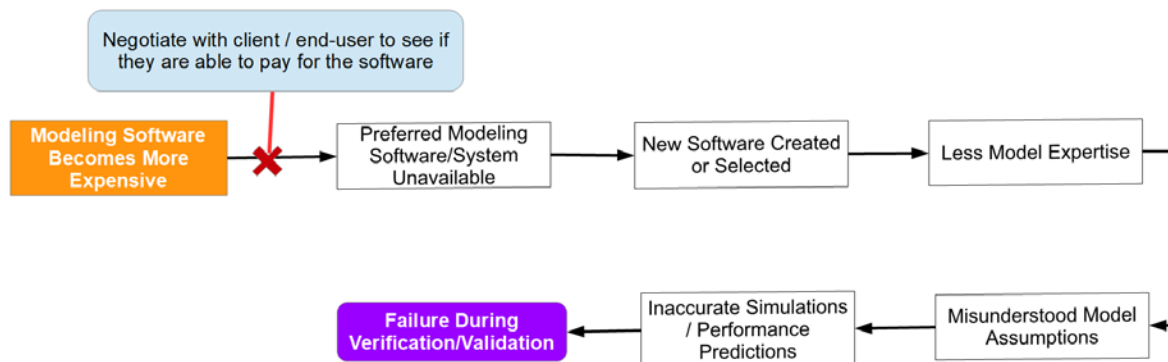 Negotiate with client / end-user to see if
they are able to pay for the software
Modeling Software
Becomes More
Expensive
Preferred Modeling
Software/System
Unavailable
New Software Created
or Selected
Less Model Expertise
Misunderstood Model
Assumptions
Inaccurate Simulations
/ Performance
Predictions
Failure During
Verification/Validation